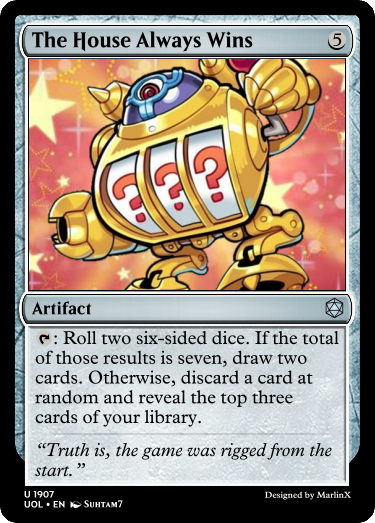 The House Always Wins 5
? ? ?
Artifact
: Roll two six-sided dice. If the total
of those results is seven, draw two
cards. Otherwise, discard a card at
random and reveal the top three
cards of your library.
“Truth is, the game was rigged from the
start.”
U 1907
UOL • EN Suhtam7
Designed by MarlinX